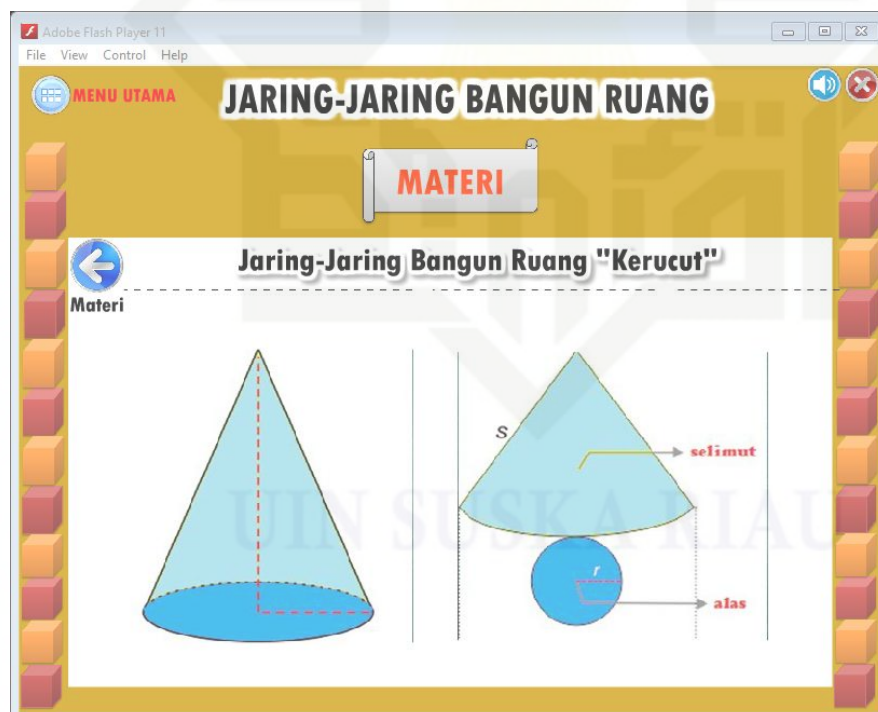 Adobe Flash Player 11
File View Control Help
MENU UTAMA
JARING-JARING BANGUN RUANG
MATERI
Jaring-Jaring Bangun Ruang "Kerucut"
Materi
S
selimut
r
alas
UIN SUSKA RIAU